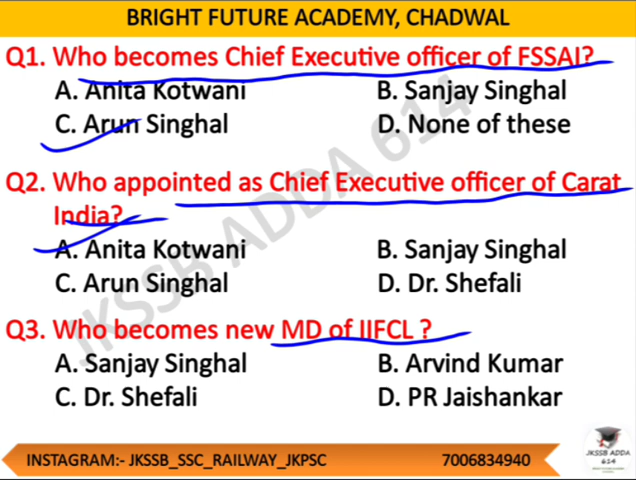 BRIGHT FUTURE ACADEMY, CHADWAL
Q1. Who becomes Chief Executive officer of FSSAI?
A. Anita Kotwani B. Sanjay Singhal
C. Arun Singhal D. None of these
Q2. Who appointed as Chief Executive officer of Carat
India?
A. Anita Kotwani B. Sanjay Singhal
C. Arun Singhal D. Dr. Shefali
Q3. Who becomes new MD of IIFCL ?
A. Sanjay Singhal B. Arvind Kumar
C. Dr. Shefali D. PR Jaishankar
JKSSB ADDA 614
INSTAGRAM:- JKSSB_SSC_RAILWAY_JKPSC 7006834940
JKSSB ADDA
614